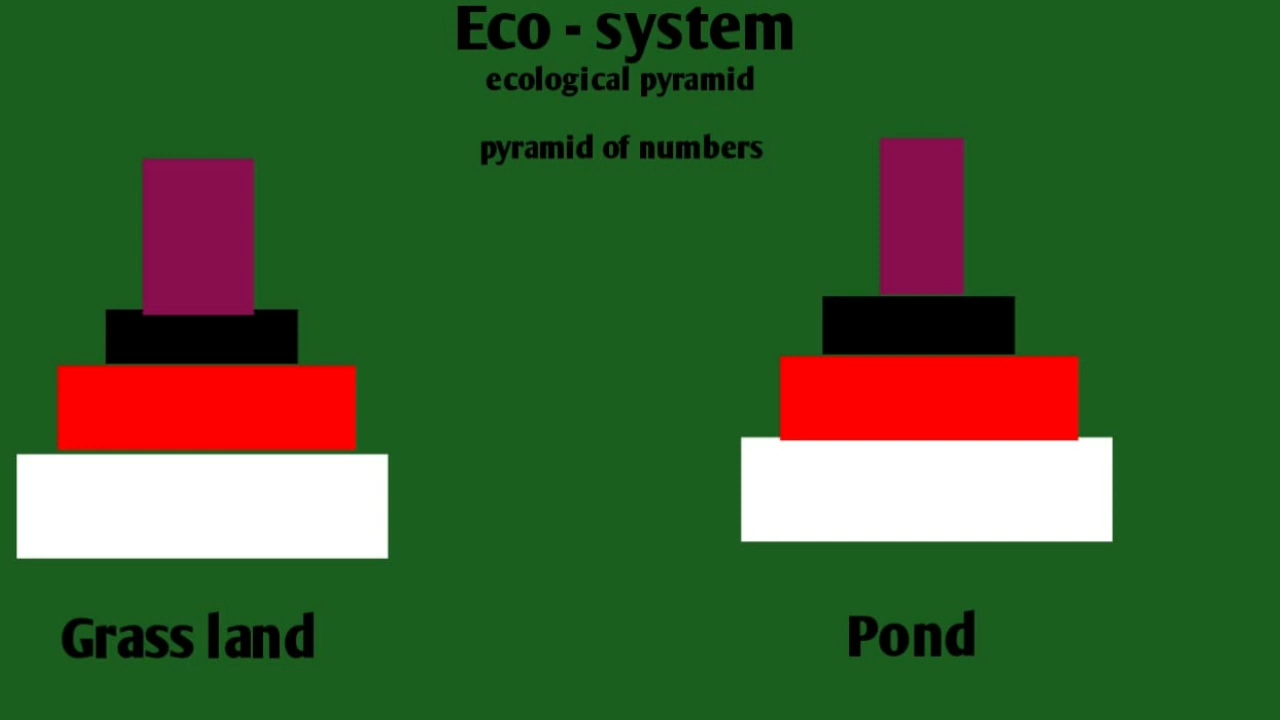 Eco - system
ecological pyramid
pyramid of numbers
Grass land
Pond